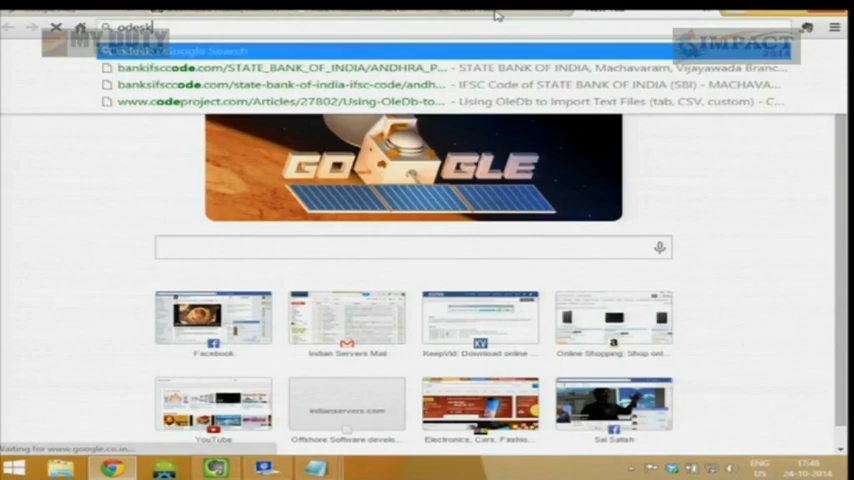 odesk
MY DUTY
IMPACT
2014
odesk - Google Search
bankifsccode.com/STATE_BANK_OF_INDIA/ANDHRA_P... - STATE BANK OF INDIA, Machavaram, Vijayawada Branc...
banksifsccode.com/state-bank-of-india-ifsc-code/andh... - IFSC Code of STATE BANK OF INDIA (SBI) - MACHAVA...
www.codeproject.com/Articles/27802/Using-OleDb-to... - Using OleDb to Import Text Files (tab, CSV, custom) - C...
GOOGLE
Facebook
Indian Servers Mail
KeepVid: Download online ...
Online Shopping: Shop onl...
indianservers.com
YouTube
Offshore Software develo...
Electronics, Cars, Fashio...
Sai Satish
Waiting for www.google.co.in...
ENG
US
17:48
24-10-2014